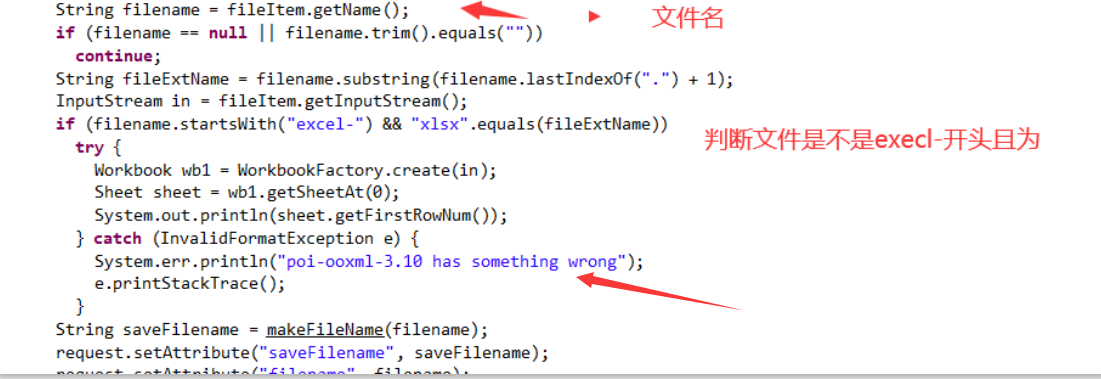 String filename = fileItem.getName();
文件名
if (filename == null || filename.trim().equals(""))
continue;
String fileExtName = filename.substring(filename.lastIndexOf(".") + 1);
InputStream in = fileItem.getInputStream();
if (filename.startsWith("excel-") && "xlsx".equals(fileExtName))
判断文件是不是execl-开头且为
try {
Workbook wb1 = WorkbookFactory.create(in);
Sheet sheet = wb1.getSheetAt(0);
System.out.println(sheet.getFirstRowNum());
} catch (InvalidFormatException e) {
System.err.println("poi-ooxml-3.10 has something wrong");
e.printStackTrace();
}
String saveFilename = makeFileName(filename);
request.setAttribute("saveFilename", saveFilename);
request.setAttribute("filename", filename);